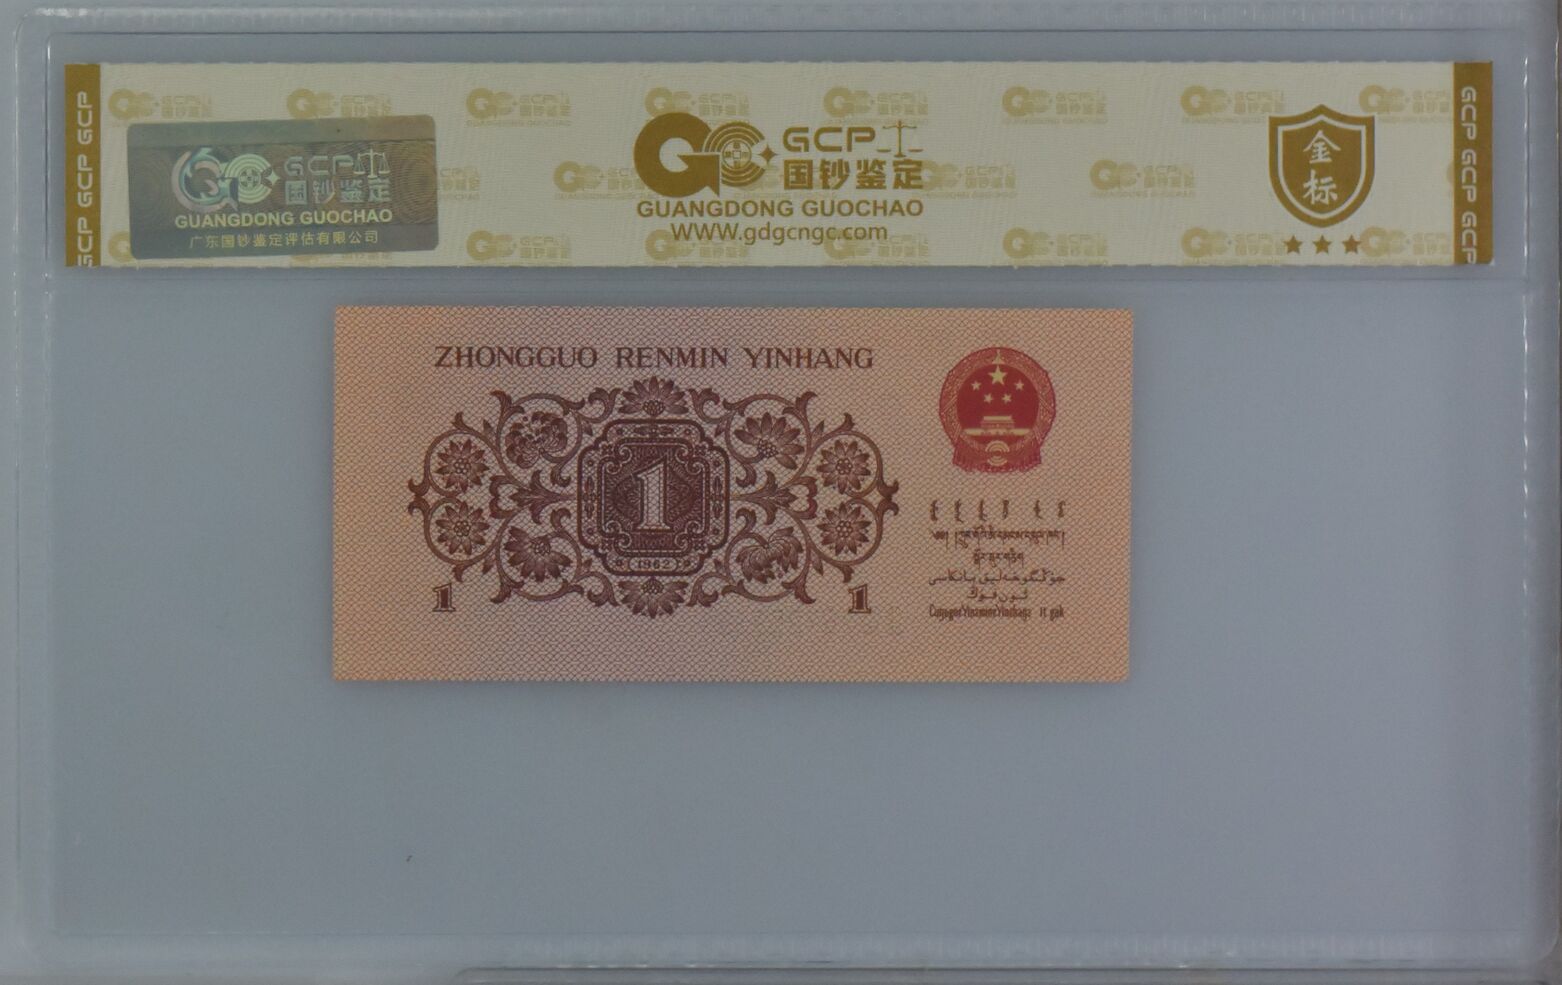 GCP GCP GCP
GCP
国钞鉴定
GUANGDONG GUOCHAO
广东国钞鉴定评估有限公司
GCP
国钞鉴定
GUANGDONG GUOCHAO
WWW.gdgcngc.com
金
标
GCP GCP GCP
ZHONGGUO RENMIN YINHANG
1
(1962)
1
1
جۇڭگوخەلىق بانكىسى